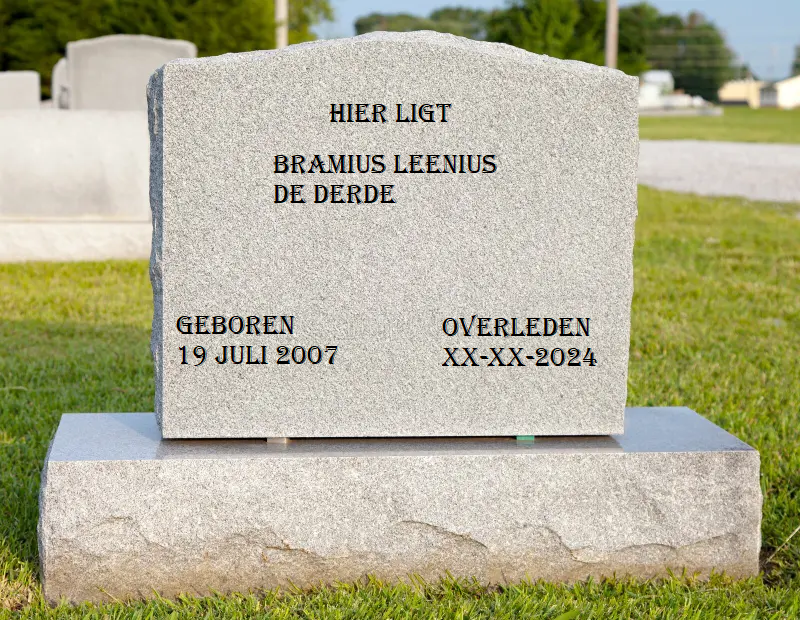 HIER LIGT
BRAMIUS LEENIUS
DE DERDE
GEBOREN
19 JULI 2007
OVERLEDEN
XX-XX-2024